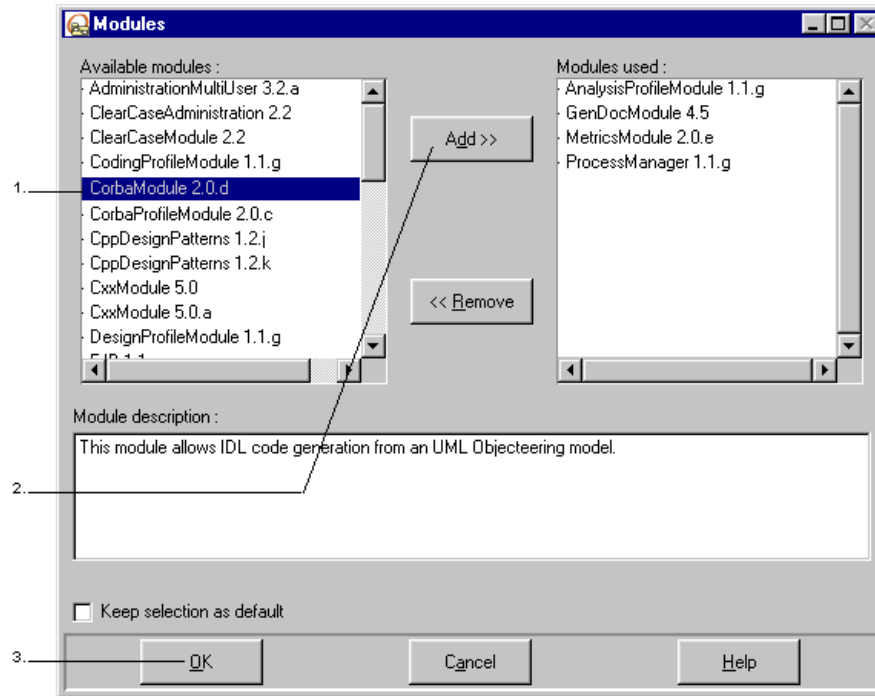 Modules
Available modules :
AdministrationMultiUser 3.2.a
ClearCaseAdministration 2.2
ClearCaseModule 2.2
CodingProfileModule 1.1.g
1.
CorbaModule 2.0.d
CorbaProfileModule 2.0.c
CppDesignPatterns 1.2.j
CppDesignPatterns 1.2.k
CxxModule 5.0
CxxModule 5.0.a
DesignProfileModule 1.1.g
Add >>
<< Remove
Modules used :
AnalysisProfileModule 1.1.g
GenDocModule 4.5
MetricsModule 2.0.e
ProcessManager 1.1.g
Module description :
This module allows IDL code generation from an UML Objecteering model.
2.
Keep selection as default
3.
OK
Cancel
Help